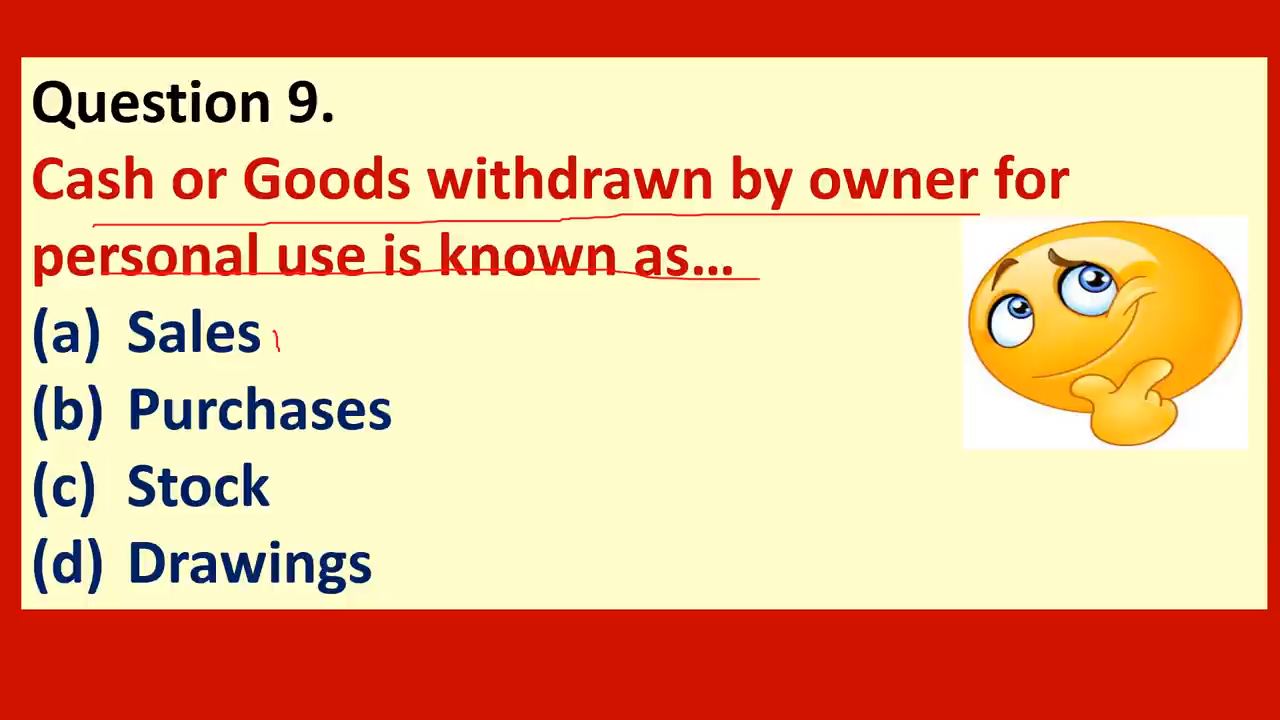 Question 9.
Cash or Goods withdrawn by owner for
personal use is known as...
(a) Sales
(b) Purchases
(c) Stock
(d) Drawings